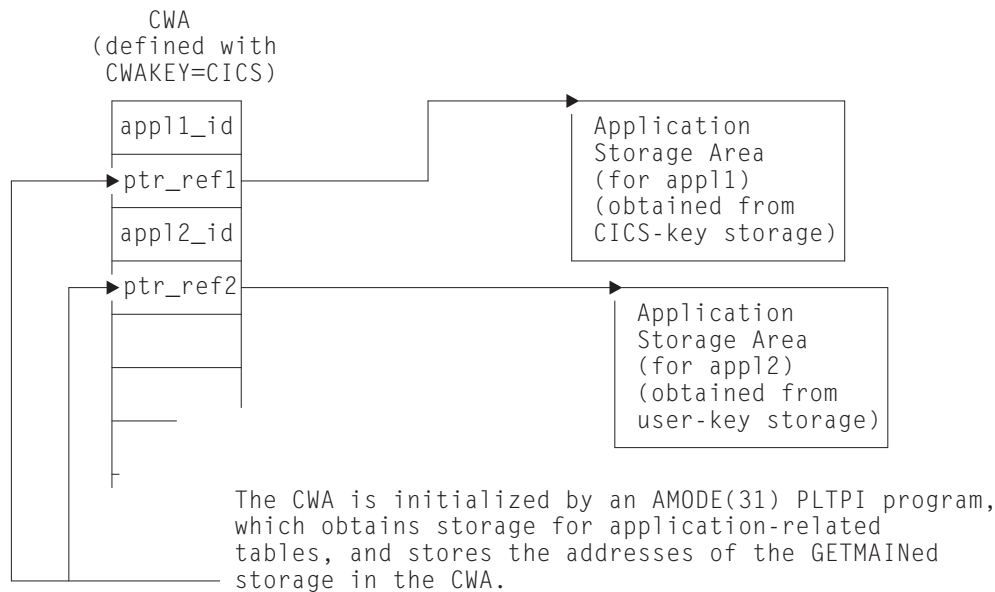 CWA
(defined with
CWAKEY=CICS)
appl1_id
ptr_ref1
appl2_id
ptr_ref2
Application
Storage Area
(for appl1)
(obtained from
CICS-key storage)
Application
Storage Area
(for appl2)
(obtained from
user-key storage)
The CWA is initialized by an AMODE(31) PLTPI program,
which obtains storage for application-related
tables, and stores the addresses of the GETMAINed
storage in the CWA.